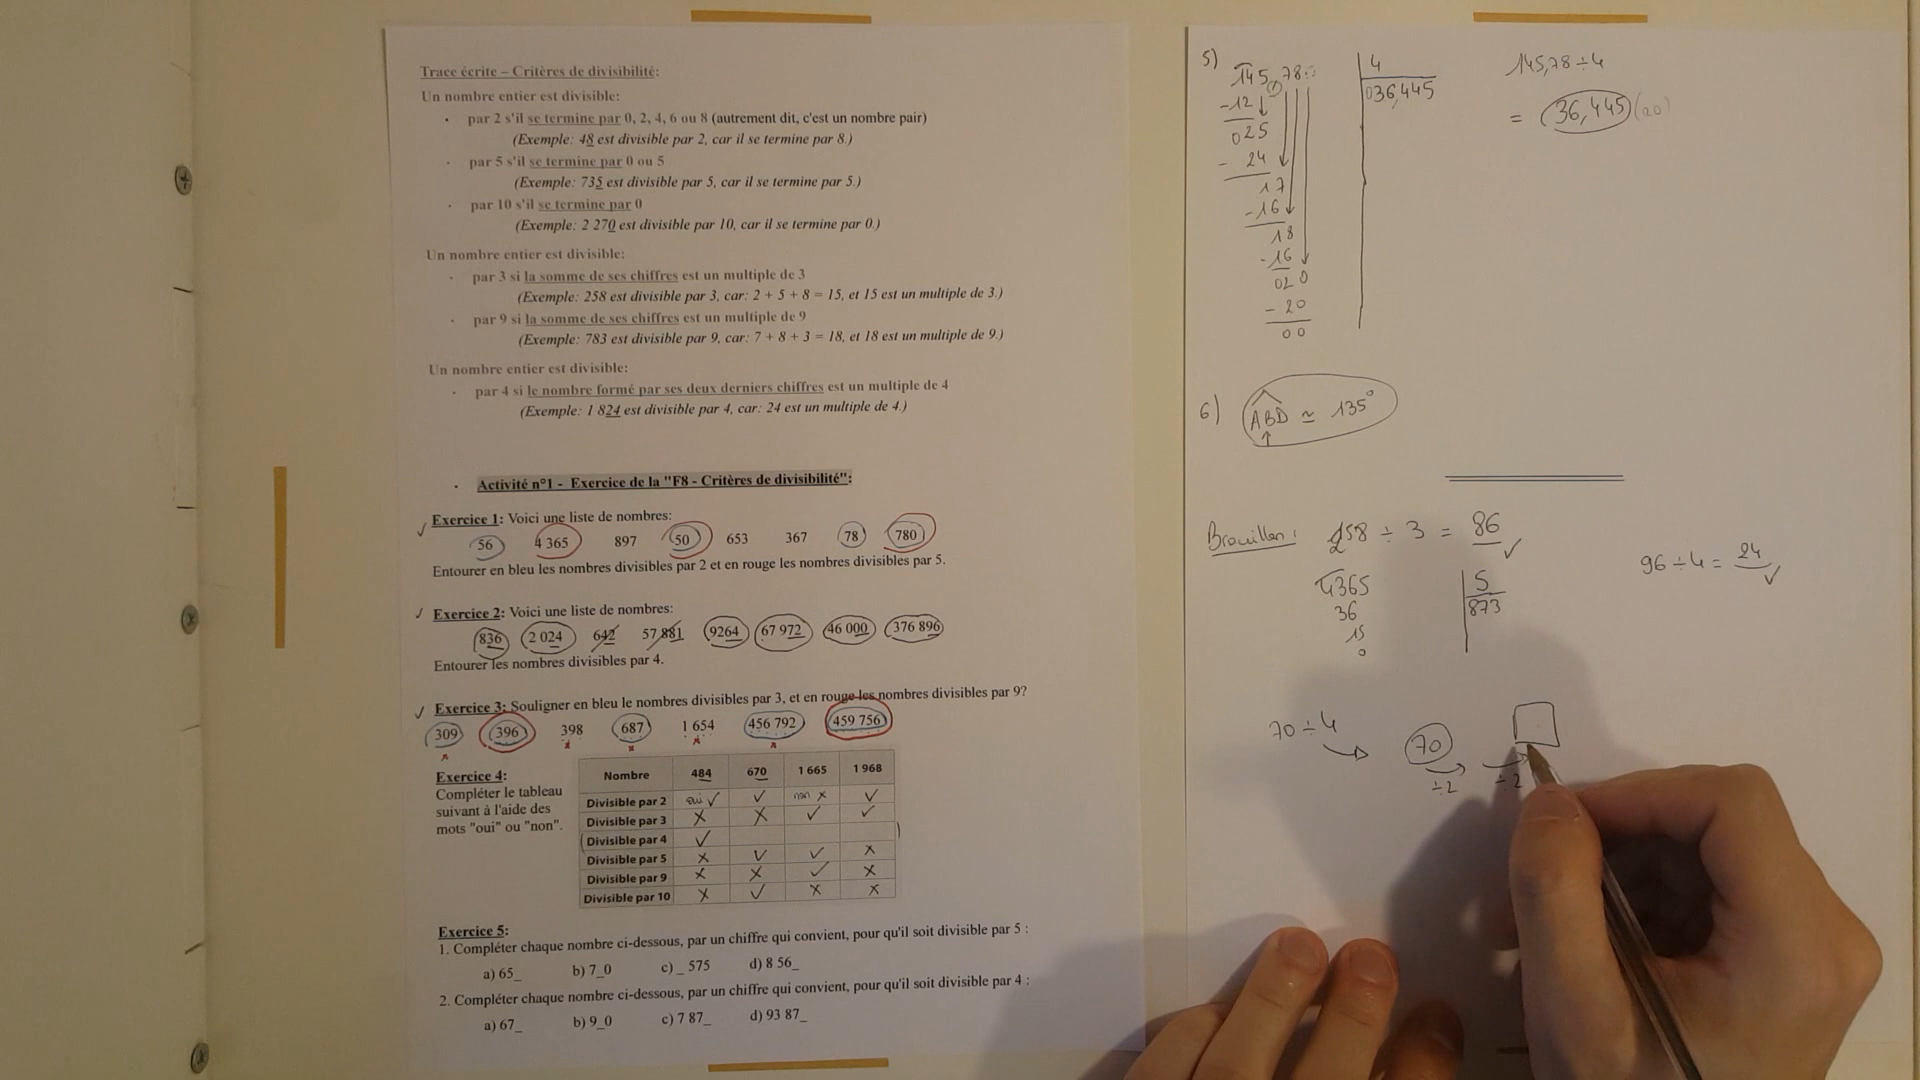 Trace écrite – Critères de divisibilité:
Un nombre entier est divisible:
· par 2 s'il se termine par 0, 2, 4, 6 ou 8 (autrement dit, c'est un nombre pair)
(Exemple: 48 est divisible par 2, car il se termine par 8.)
· par 5 s'il se termine par 0 ou 5
(Exemple: 735 est divisible par 5, car il se termine par 5.)
· par 10 s'il se termine par 0
(Exemple: 2 270 est divisible par 10, car il se termine par 0.)
Un nombre entier est divisible:
· par 3 si la somme de ses chiffres est un multiple de 3
(Exemple: 258 est divisible par 3, car: 2 + 5 + 8 = 15, et 15 est un multiple de 3.)
· par 9 si la somme de ses chiffres est un multiple de 9
(Exemple: 783 est divisible par 9, car: 7 + 8 + 3 = 18, et 18 est un multiple de 9.)
Un nombre entier est divisible:
· par 4 si le nombre formé par ses deux derniers chiffres est un multiple de 4
(Exemple: 1 824 est divisible par 4, car: 24 est un multiple de 4.)
· Activité n°1 - Exercice de la "F8 - Critères de divisibilité":
✓ Exercice 1: Voici une liste de nombres:
56 4 365 897 50 653 367 78 780
Entourer en bleu les nombres divisibles par 2 et en rouge les nombres divisibles par 5.
✓ Exercice 2: Voici une liste de nombres:
836 2 024 642 57 881 9264 67 972 46 000 376 896
Entourer les nombres divisibles par 4.
✓ Exercice 3: Souligner en bleu le nombres divisibles par 3, et en rouge les nombres divisibles par 9?
309 396 398 687 1 654 456 792 459 756
Exercice 4:
Compléter le tableau
suivant à l'aide des
mots "oui" ou "non".
Nombre 484 670 1 665 1 968
Divisible par 2 oui ✓ ✓ non × ✓
Divisible par 3 × × ✓ ✓
(Divisible par 4 ✓ )
Divisible par 5 × ✓ ✓ ×
Divisible par 9 × × ✓ ×
Divisible par 10 × ✓ × ×
Exercice 5:
1. Compléter chaque nombre ci-dessous, par un chiffre qui convient, pour qu'il soit divisible par 5 :
a) 65_ b) 7_0 c) _ 575 d) 8 56_
2. Compléter chaque nombre ci-dessous, par un chiffre qui convient, pour qu'il soit divisible par 4 :
a) 67_ b) 9_0 c) 7 87_ d) 93 87_
5) 145,78 4
-12 036,445
025
- 24
17
-16
18
-16
020
- 20
00
145,78 ÷ 4
= 36,445
6) ABD ≃ 135°
Brouillon: 258 ÷ 3 = 86 ✓
96 ÷ 4 = 24 ✓
4365 5
36 873
15
0
70 ÷ 4
70
÷2 ÷2